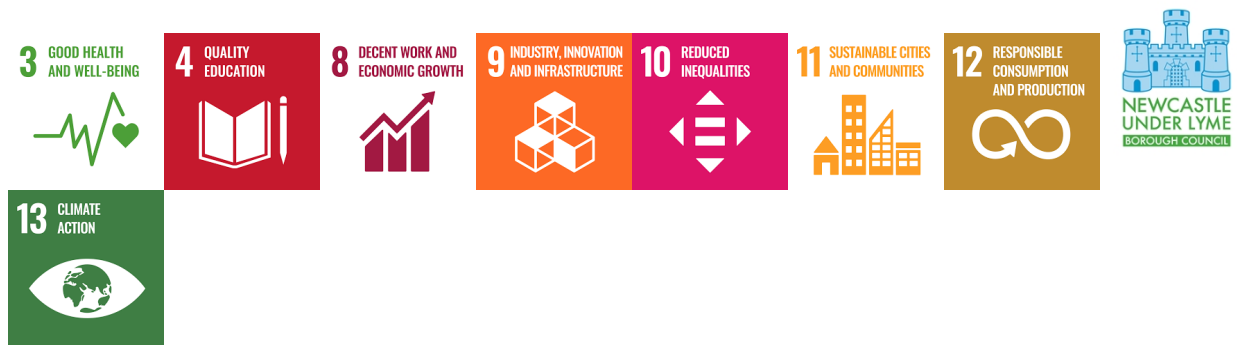 3 GOOD HEALTH
AND WELL-BEING
4 QUALITY
EDUCATION
8 DECENT WORK AND
ECONOMIC GROWTH
9 INDUSTRY, INNOVATION
AND INFRASTRUCTURE
10 REDUCED
INEQUALITIES
11 SUSTAINABLE CITIES
AND COMMUNITIES
12 RESPONSIBLE
CONSUMPTION
AND PRODUCTION
NEWCASTLE
UNDER LYME
BOROUGH COUNCIL
13 CLIMATE
ACTION